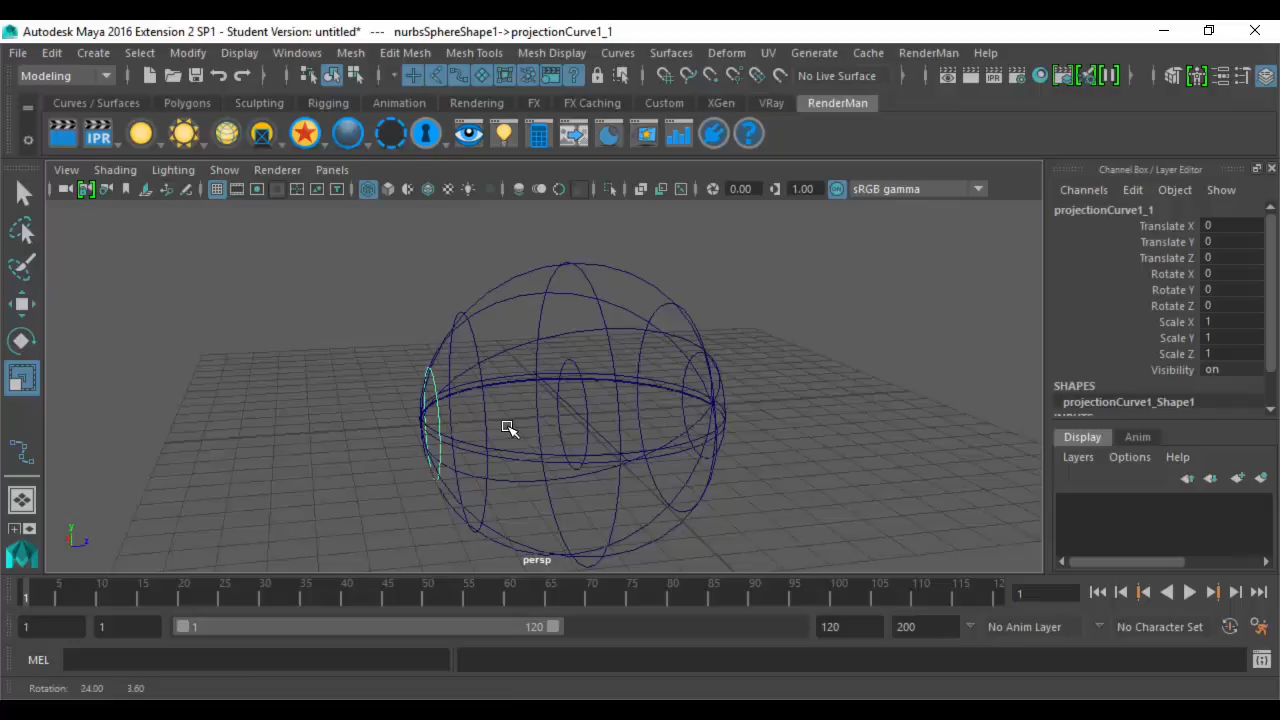 Autodesk Maya 2016 Extension 2 SP1 - Student Version: untitled* --- nurbsSphereShape1->projectionCurve1_1
File Edit Create Select Modify Display Windows Mesh Edit Mesh Mesh Tools Mesh Display Curves Surfaces Deform UV Generate Cache RenderMan Help
Modeling No Live Surface IPR
Curves / Surfaces Polygons Sculpting Rigging Animation Rendering FX FX Caching Custom XGen VRay RenderMan
IPR
View Shading Lighting Show Renderer Panels
0.00 1.00 sRGB gamma
Channel Box / Layer Editor
Channels Edit Object Show
projectionCurve1_1
Translate X 0
Translate Y 0
Translate Z 0
Rotate X 0
Rotate Y 0
Rotate Z 0
Scale X 1
Scale Y 1
Scale Z 1
Visibility on
SHAPES
projectionCurve1_Shape1
Display Anim
Layers Options Help
y
z
persp
5 10 15 20 25 30 35 40 45 50 55 60 65 70 75 80 85 90 95 100 105 110 115 12
1 1
1 1 1 120 120 200 No Anim Layer No Character Set
MEL
Rotation: 24.00 3.60